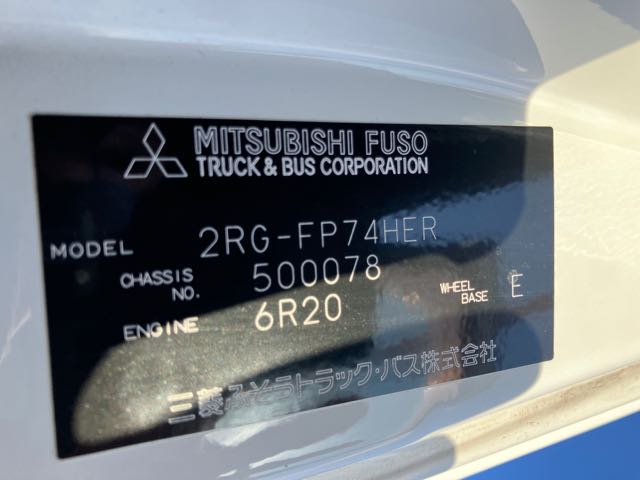 MITSUBISHI FUSO
TRUCK & BUS CORPORATION
MODEL 2RG-FP74HER
CHASSIS NO. 500078
ENGINE 6R20 WHEEL BASE E
三菱ふそうトラック・バス株式会社